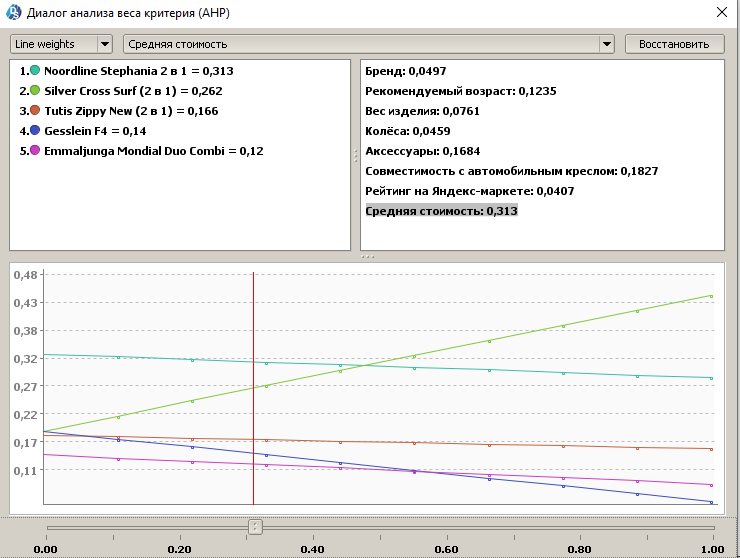 Диалог анализа веса критерия (AHP)
Line weights
Средняя стоимость
Восстановить
1. Noordline Stephania 2 в 1 = 0,313
2. Silver Cross Surf (2 в 1) = 0,262
3. Tutis Zippy New (2 в 1) = 0,166
4. Gesslein F4 = 0,14
5. Emmaljunga Mondial Duo Combi = 0,12
Бренд: 0,0497
Рекомендуемый возраст: 0,1235
Вес изделия: 0,0761
Колёса: 0,0459
Аксессуары: 0,1684
Совместимость с автомобильным креслом: 0,1827
Рейтинг на Яндекс-маркете: 0,0407
Средняя стоимость: 0,313
0,48
0,43
0,38
0,32
0,27
0,22
0,17
0,11
0.00 0.20 0.40 0.60 0.80 1.00